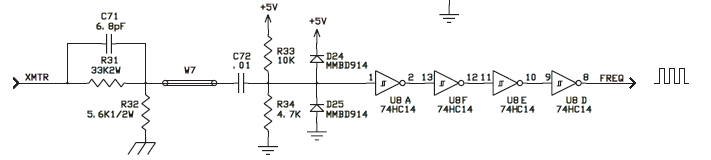 C71
6.8pF
XMTR
R31
33K2W
R32
5.6K1/2W
W7
C72
.01
+5V
R33
10K
R34
4.7K
+5V
D24
MMBD914
D25
MMBD914
1 2 13 12 11 10 9 8 FREQ
U8 A
74HC14
U8 F
74HC14
U8 E
74HC14
U8 D
74HC14